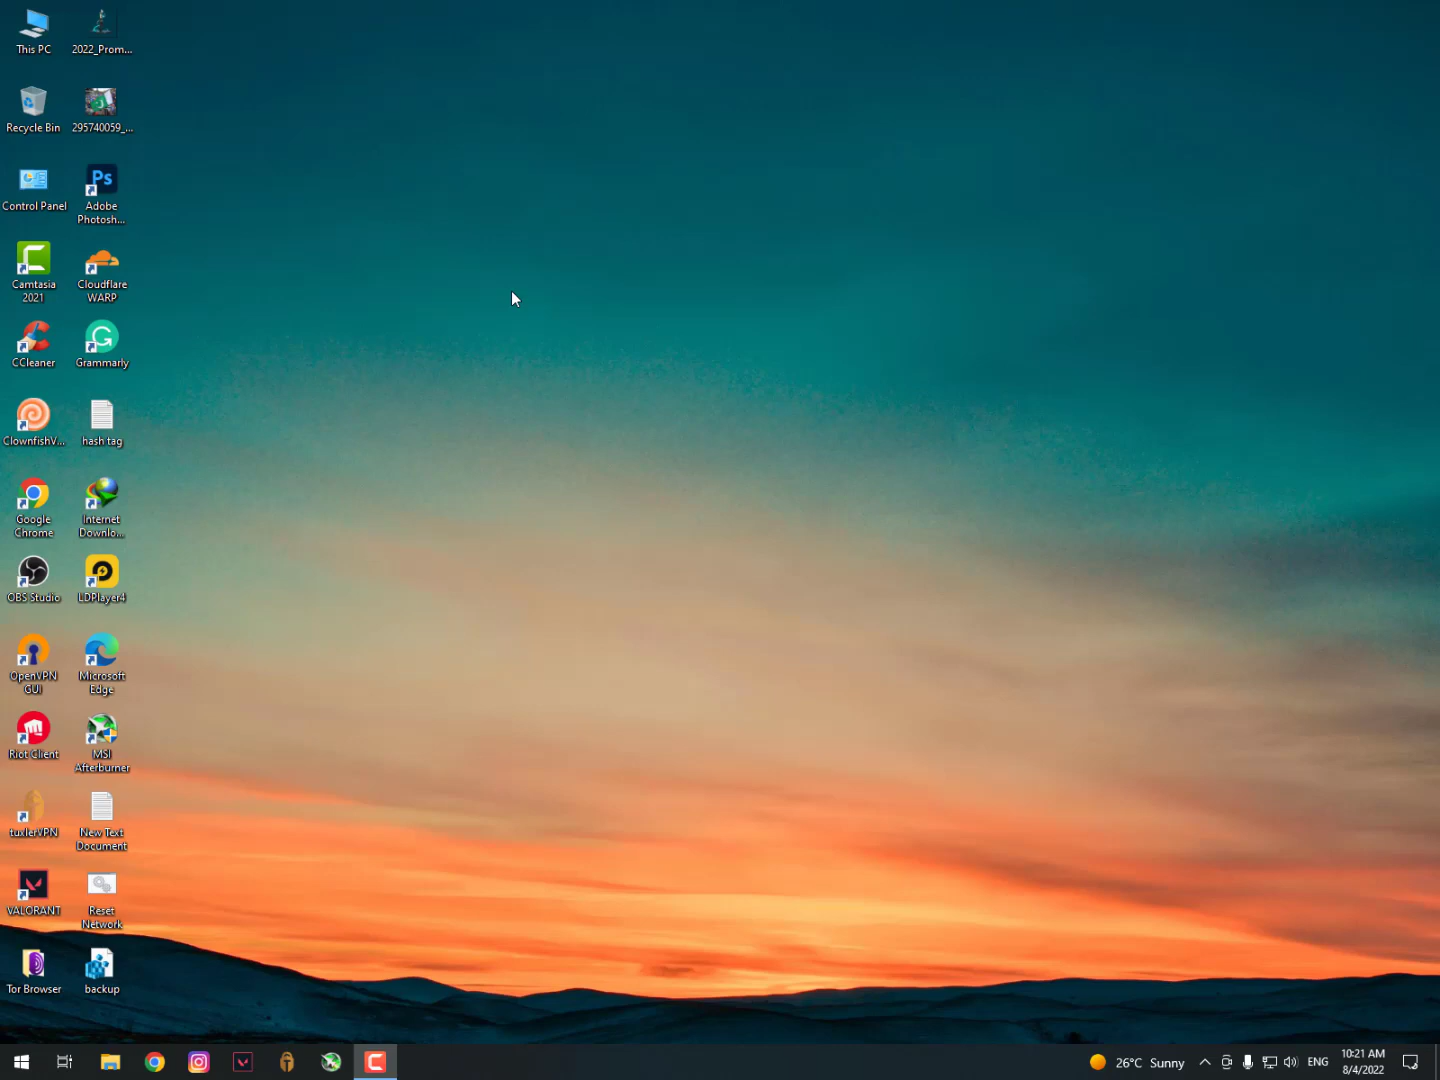 This PC
2022_Prom...
Recycle Bin
295740059_...
Control Panel
Ps
Adobe
Photosh...
Camtasia
2021
Cloudflare
WARP
CCleaner
Grammarly
ClownfishV...
hash tag
Google
Chrome
Internet
Downlo...
OBS Studio
LDPlayer4
OpenVPN
GUI
Microsoft
Edge
Riot Client
MSI
Afterburner
tuxlerVPN
New Text
Document
VALORANT
Reset
Network
Tor Browser
backup
26°C Sunny
ENG
10:21 AM
8/4/2022